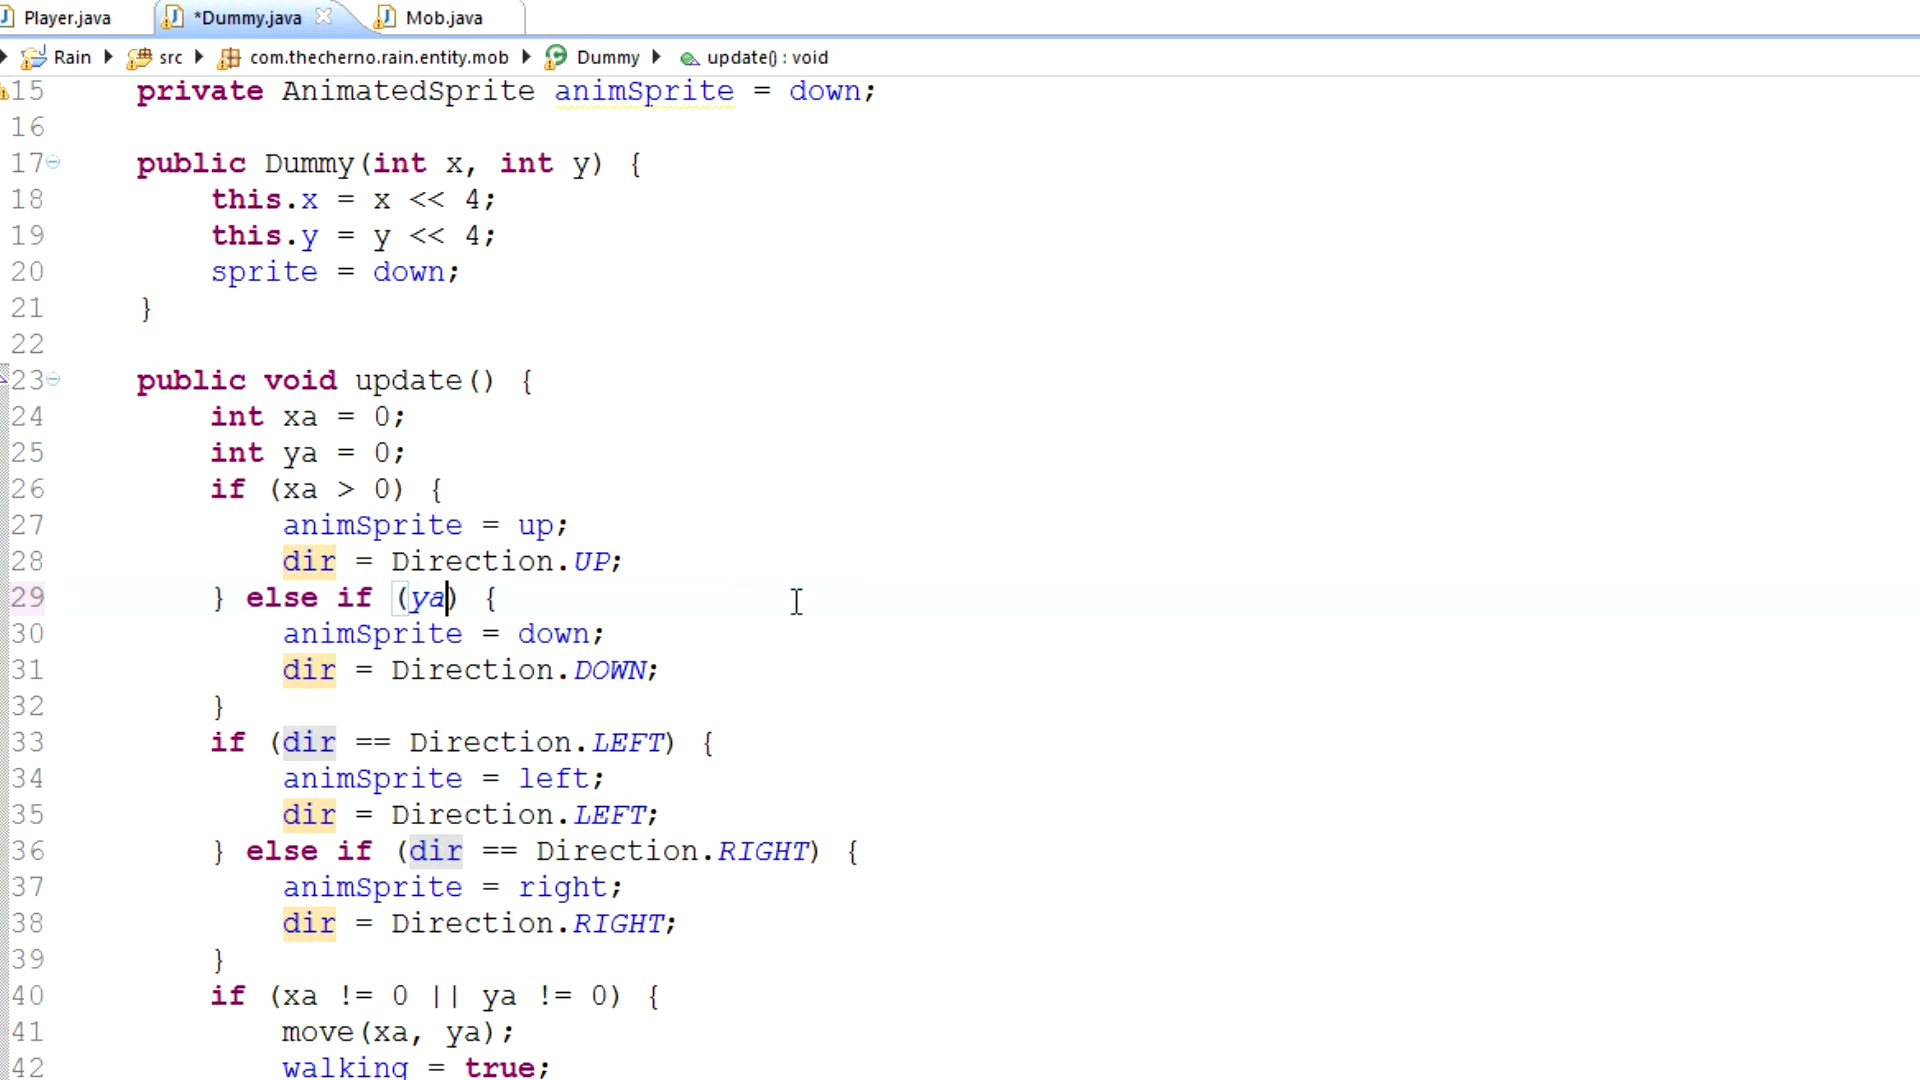 Player.java *Dummy.java Mob.java
Rain src com.thecherno.rain.entity.mob Dummy update() : void
15 private AnimatedSprite animSprite = down;
16
17 public Dummy(int x, int y) {
18 this.x = x << 4;
19 this.y = y << 4;
20 sprite = down;
21 }
22
23 public void update() {
24 int xa = 0;
25 int ya = 0;
26 if (xa > 0) {
27 animSprite = up;
28 dir = Direction.UP;
29 } else if (ya) {
30 animSprite = down;
31 dir = Direction.DOWN;
32 }
33 if (dir == Direction.LEFT) {
34 animSprite = left;
35 dir = Direction.LEFT;
36 } else if (dir == Direction.RIGHT) {
37 animSprite = right;
38 dir = Direction.RIGHT;
39 }
40 if (xa != 0 || ya != 0) {
41 move(xa, ya);
42 walking = true;